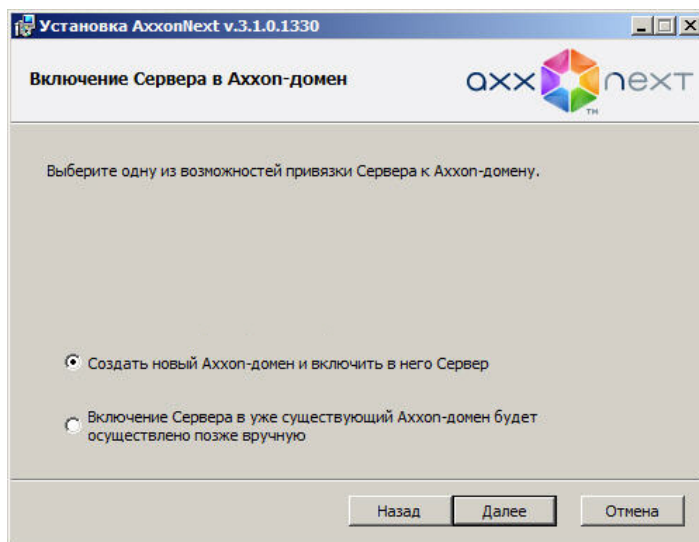 Установка AxxonNext v.3.1.0.1330
Включение Сервера в Axxon-домен
axxnext
TM
Выберите одну из возможностей привязки Сервера к Axxon-домену.
Создать новый Axxon-домен и включить в него Сервер
Включение Сервера в уже существующий Axxon-домен будет
осуществлено позже вручную
Назад
Далее
Отмена